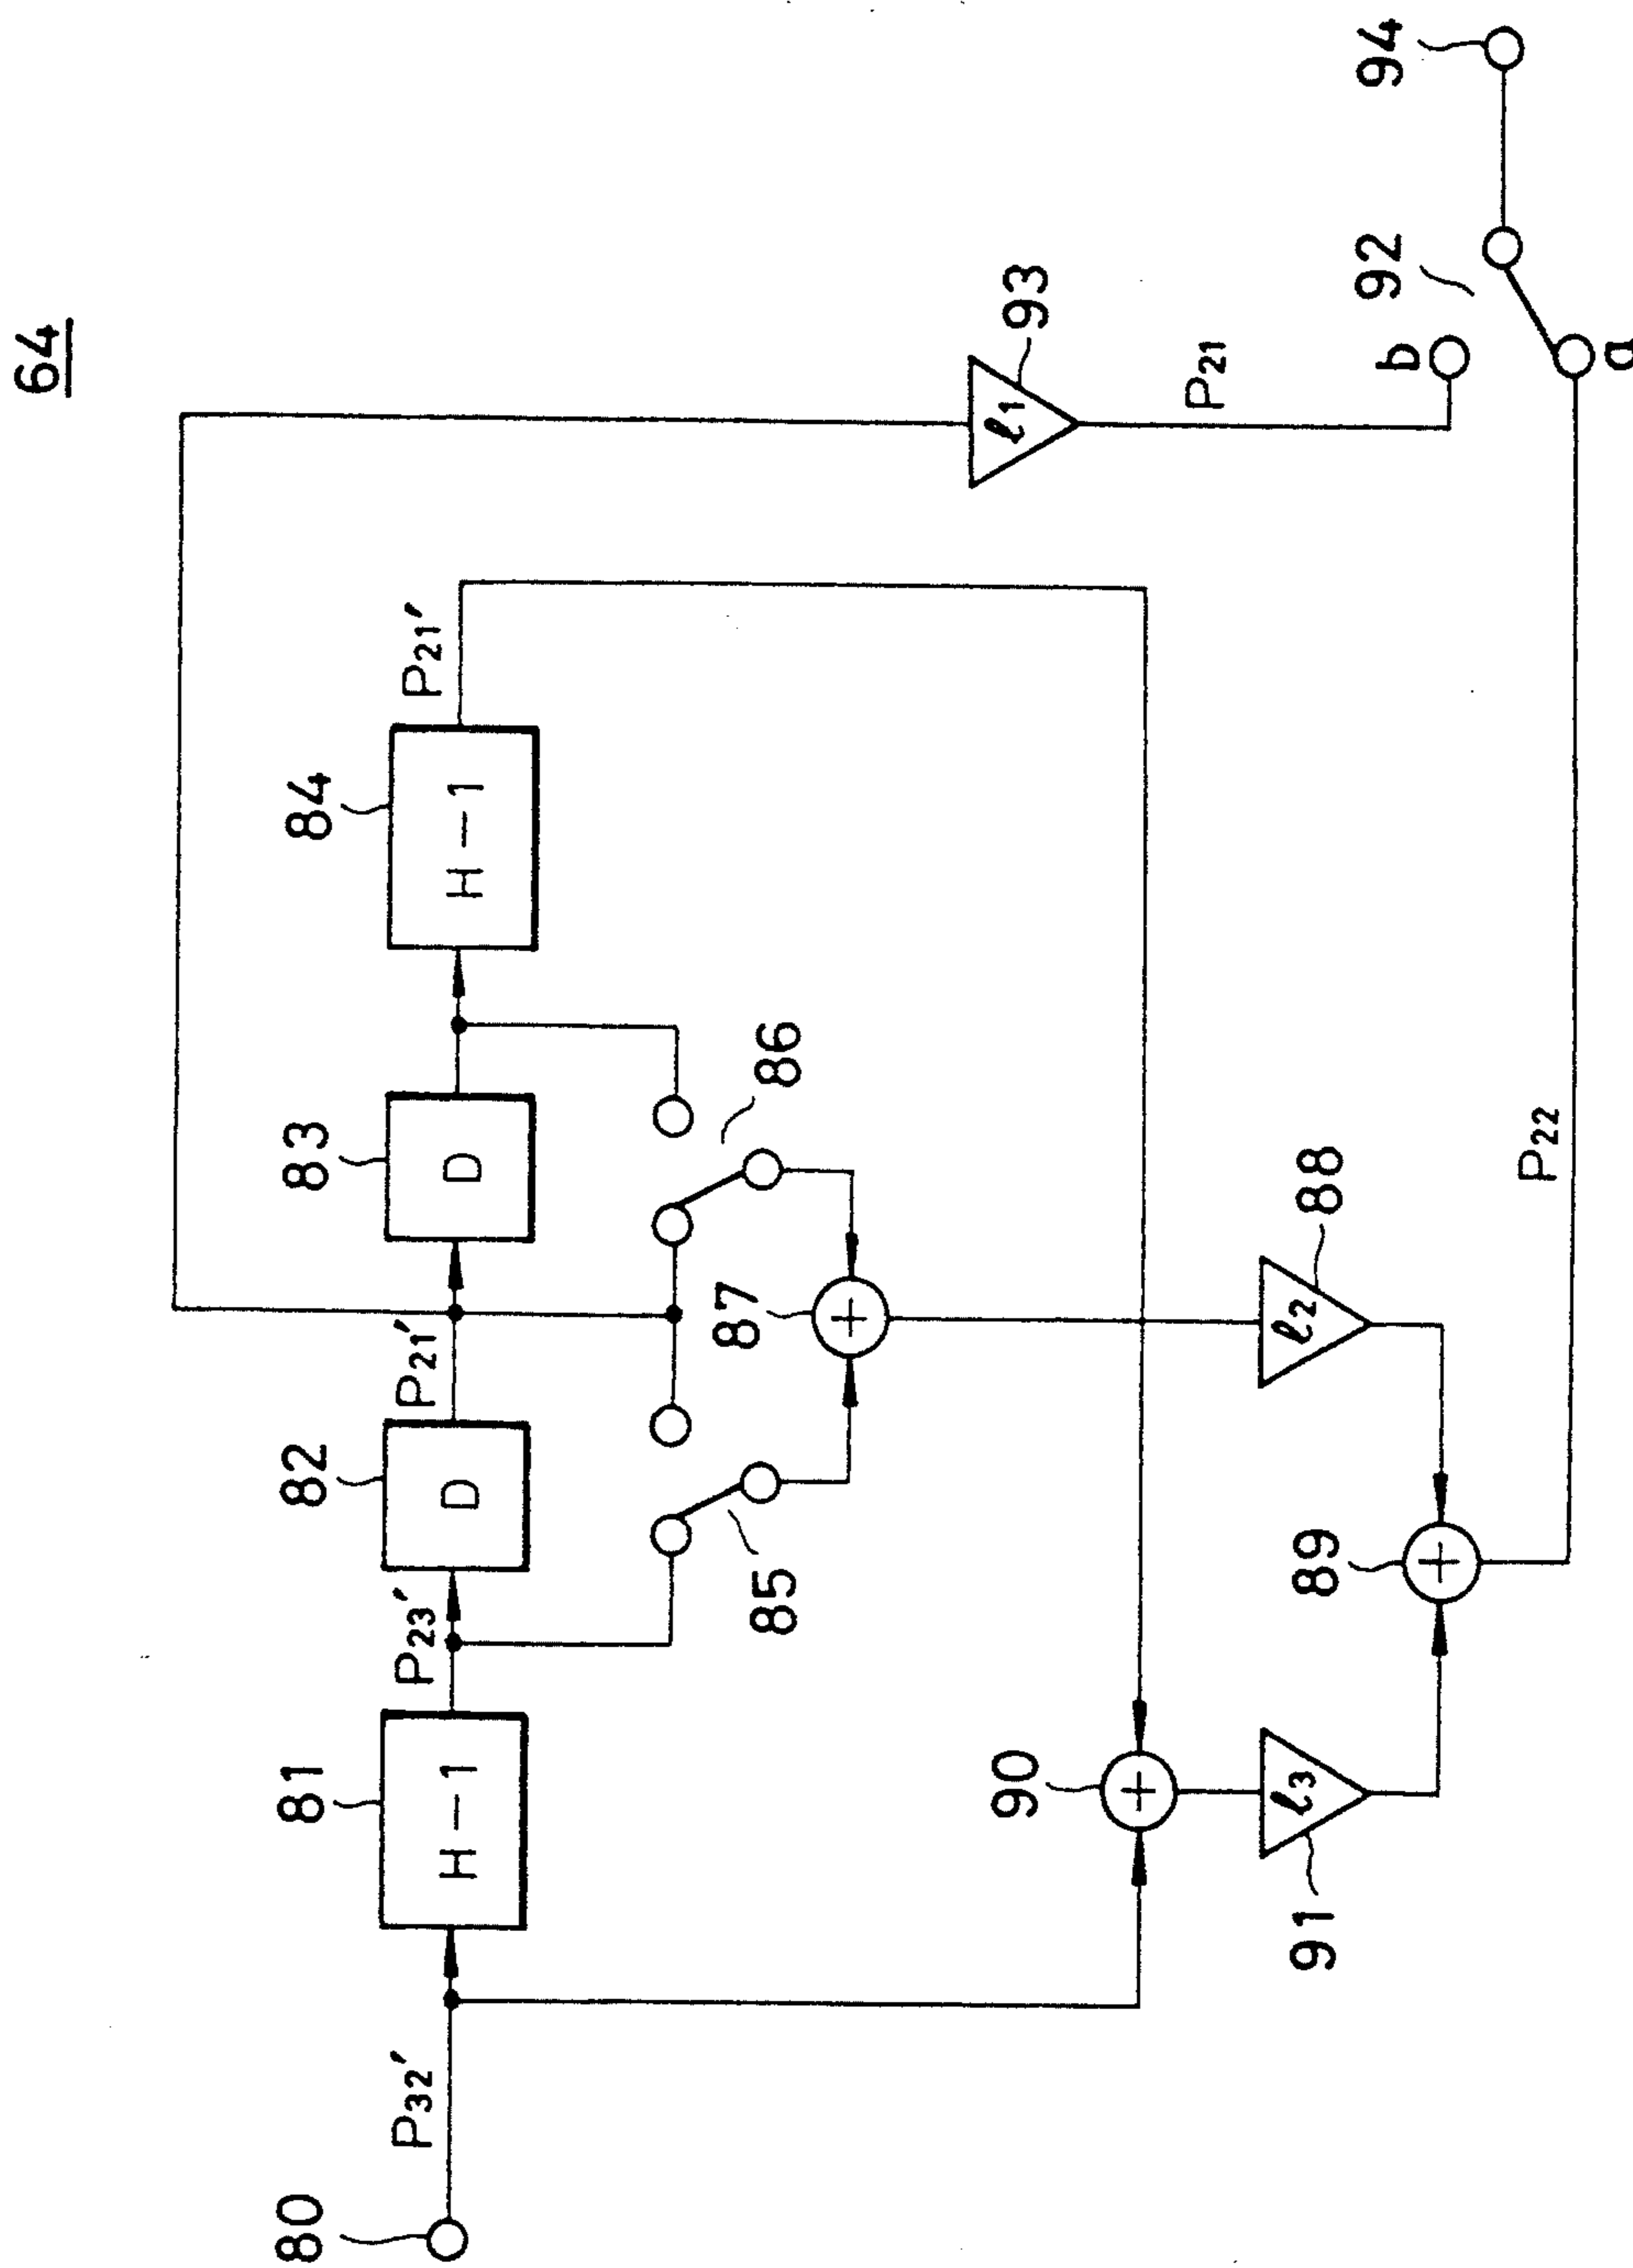 64
80
81
82
83
84
P32′
P23′
P21′
P21′
H－1
D
D
H－1
87
85
86
+
90
ℓ1
93
+
P21
91
ℓ3
89
ℓ2
88
92
94
b
+
P22
a